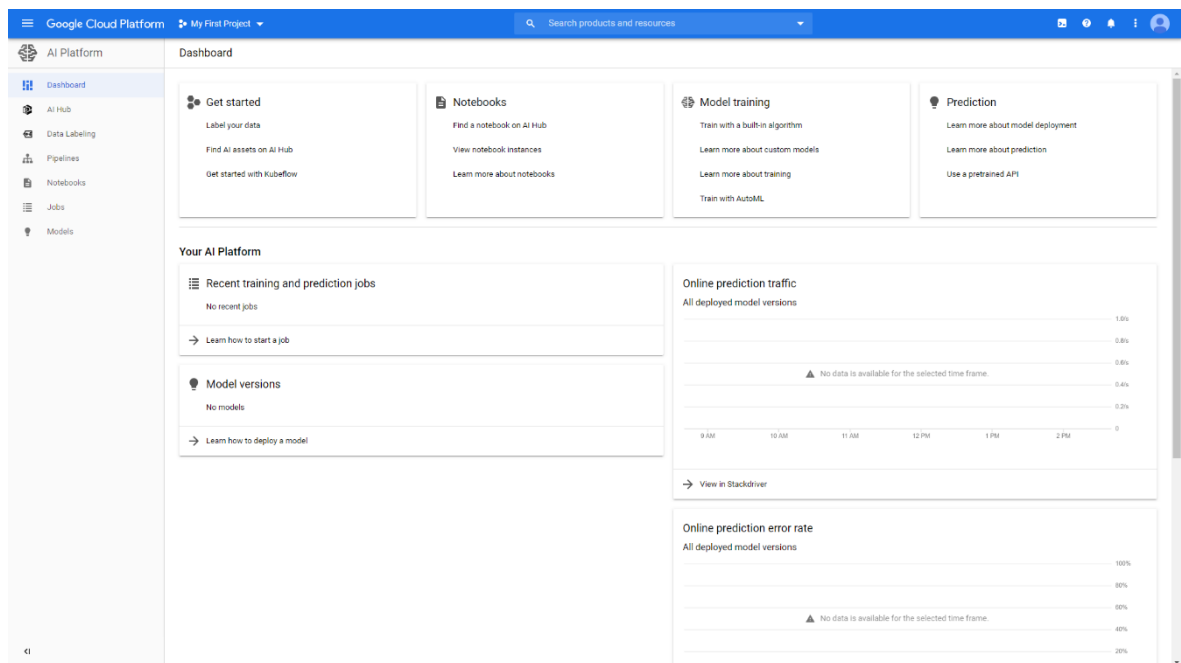 Google Cloud Platform
My First Project
Search products and resources
AI Platform
Dashboard
Dashboard
AI Hub
Data Labeling
Pipelines
Notebooks
Jobs
Models
Get started
Label your data
Find AI assets on AI Hub
Get started with Kubeflow
Notebooks
Find a notebook on AI Hub
View notebook instances
Learn more about notebooks
Model training
Train with a built-in algorithm
Learn more about custom models
Learn more about training
Train with AutoML
Prediction
Learn more about model deployment
Learn more about prediction
Use a pretrained API
Your AI Platform
Recent training and prediction jobs
No recent jobs
Learn how to start a job
Model versions
No models
Learn how to deploy a model
Online prediction traffic
All deployed model versions
1.0/s
0.8/s
0.6/s
No data is available for the selected time frame.
0.4/s
0.2/s
0
9 AM 10 AM 11 AM 12 PM 1 PM 2 PM
View in Stackdriver
Online prediction error rate
All deployed model versions
100%
80%
60%
No data is available for the selected time frame.
40%
20%